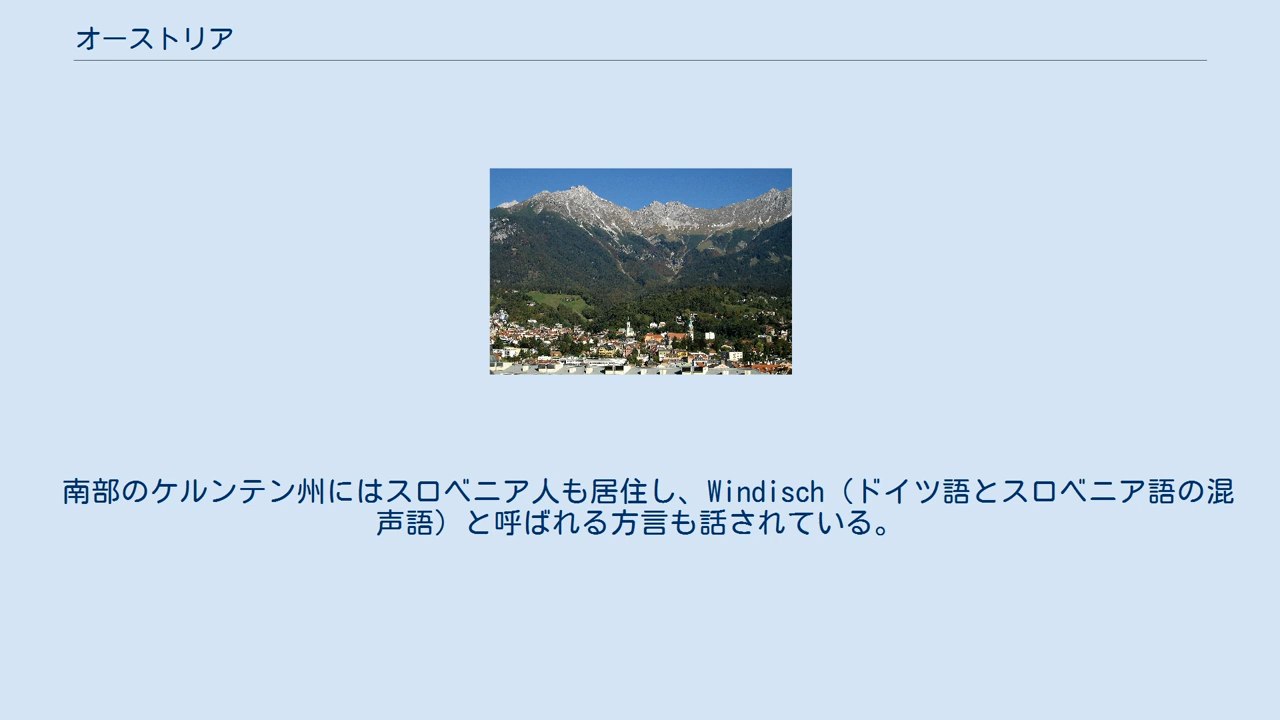 オーストリア
南部のケルンテン州にはスロベニア人も居住し、Windisch（ドイツ語とスロベニア語の混
声語）と呼ばれる方言も話されている。